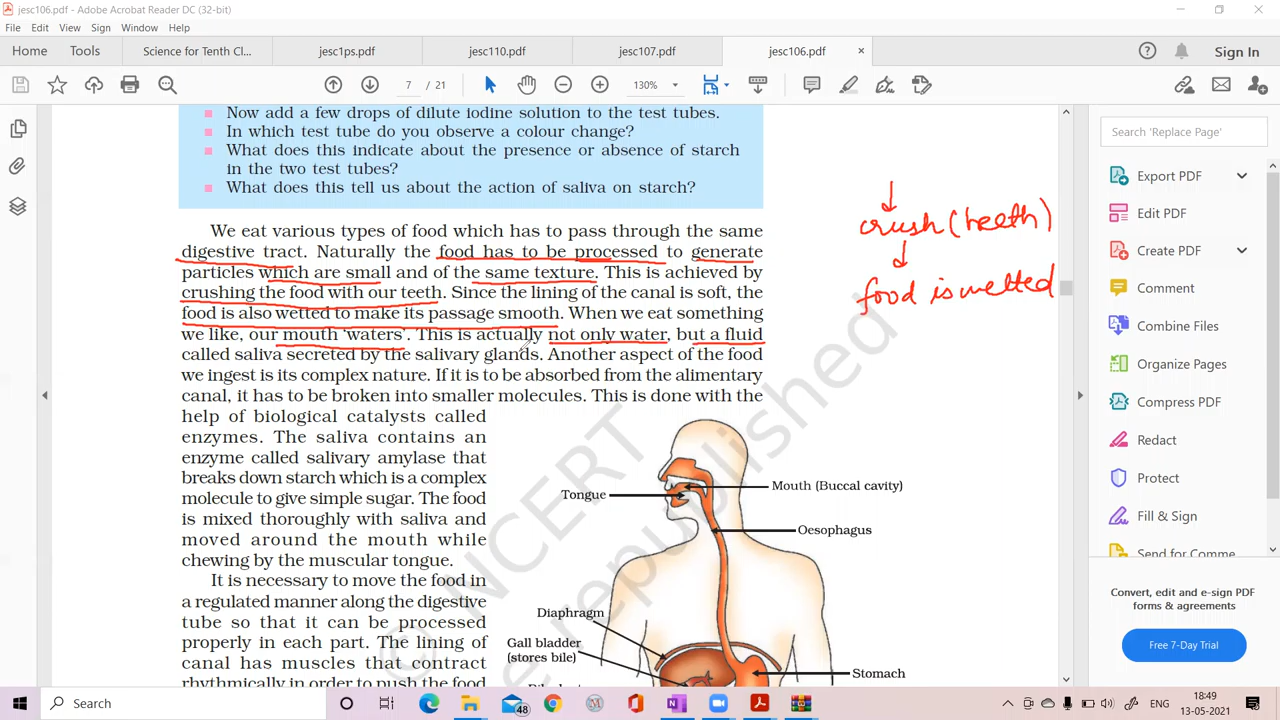 jesc106.pdf - Adobe Acrobat Reader DC (32-bit)
File Edit View Sign Window Help
Home Tools Science for Tenth Cl... jesc1ps.pdf jesc110.pdf jesc107.pdf jesc106.pdf × Sign In
7 / 21 130%
Now add a few drops of dilute iodine solution to the test tubes.
In which test tube do you observe a colour change?
What does this indicate about the presence or absence of starch
in the two test tubes?
What does this tell us about the action of saliva on starch?
We eat various types of food which has to pass through the same
digestive tract. Naturally the food has to be processed to generate
particles which are small and of the same texture. This is achieved by
crushing the food with our teeth. Since the lining of the canal is soft, the
food is also wetted to make its passage smooth. When we eat something
we like, our mouth 'waters'. This is actually not only water, but a fluid
called saliva secreted by the salivary glands. Another aspect of the food
we ingest is its complex nature. If it is to be absorbed from the alimentary
canal, it has to be broken into smaller molecules. This is done with the
help of biological catalysts called
enzymes. The saliva contains an
enzyme called salivary amylase that
breaks down starch which is a complex
molecule to give simple sugar. The food
is mixed thoroughly with saliva and
moved around the mouth while
chewing by the muscular tongue.
It is necessary to move the food in
a regulated manner along the digestive
tube so that it can be processed
properly in each part. The lining of
canal has muscles that contract
rhythmically in order to push the food
crush (teeth)
food is wetted
Tongue
Mouth (Buccal cavity)
Oesophagus
Diaphragm
Gall bladder
(stores bile)
Stomach
© NCERT
be republished
Search 'Replace Page'
Export PDF
Edit PDF
Create PDF
Comment
Combine Files
Organize Pages
Compress PDF
Redact
Protect
Fill & Sign
Send for Comme
Convert, edit and e-sign PDF
forms & agreements
Free 7-Day Trial
Search
48
ENG
18:49
13-05-2021